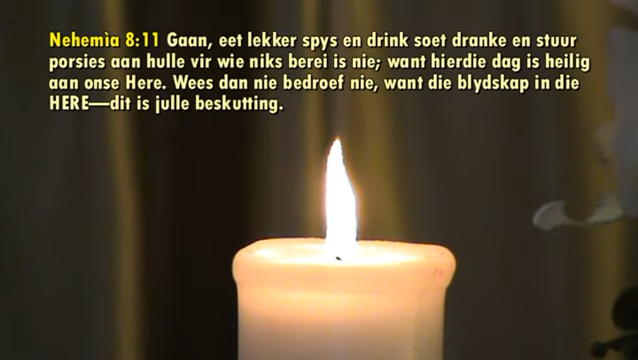 Nehemìa 8:11 Gaan, eet lekker spys en drink soet dranke en stuur
porsies aan hulle vir wie niks berei is nie; want hierdie dag is heilig
aan onse Here. Wees dan nie bedroef nie, want die blydskap in die
HERE—dit is julle beskutting.